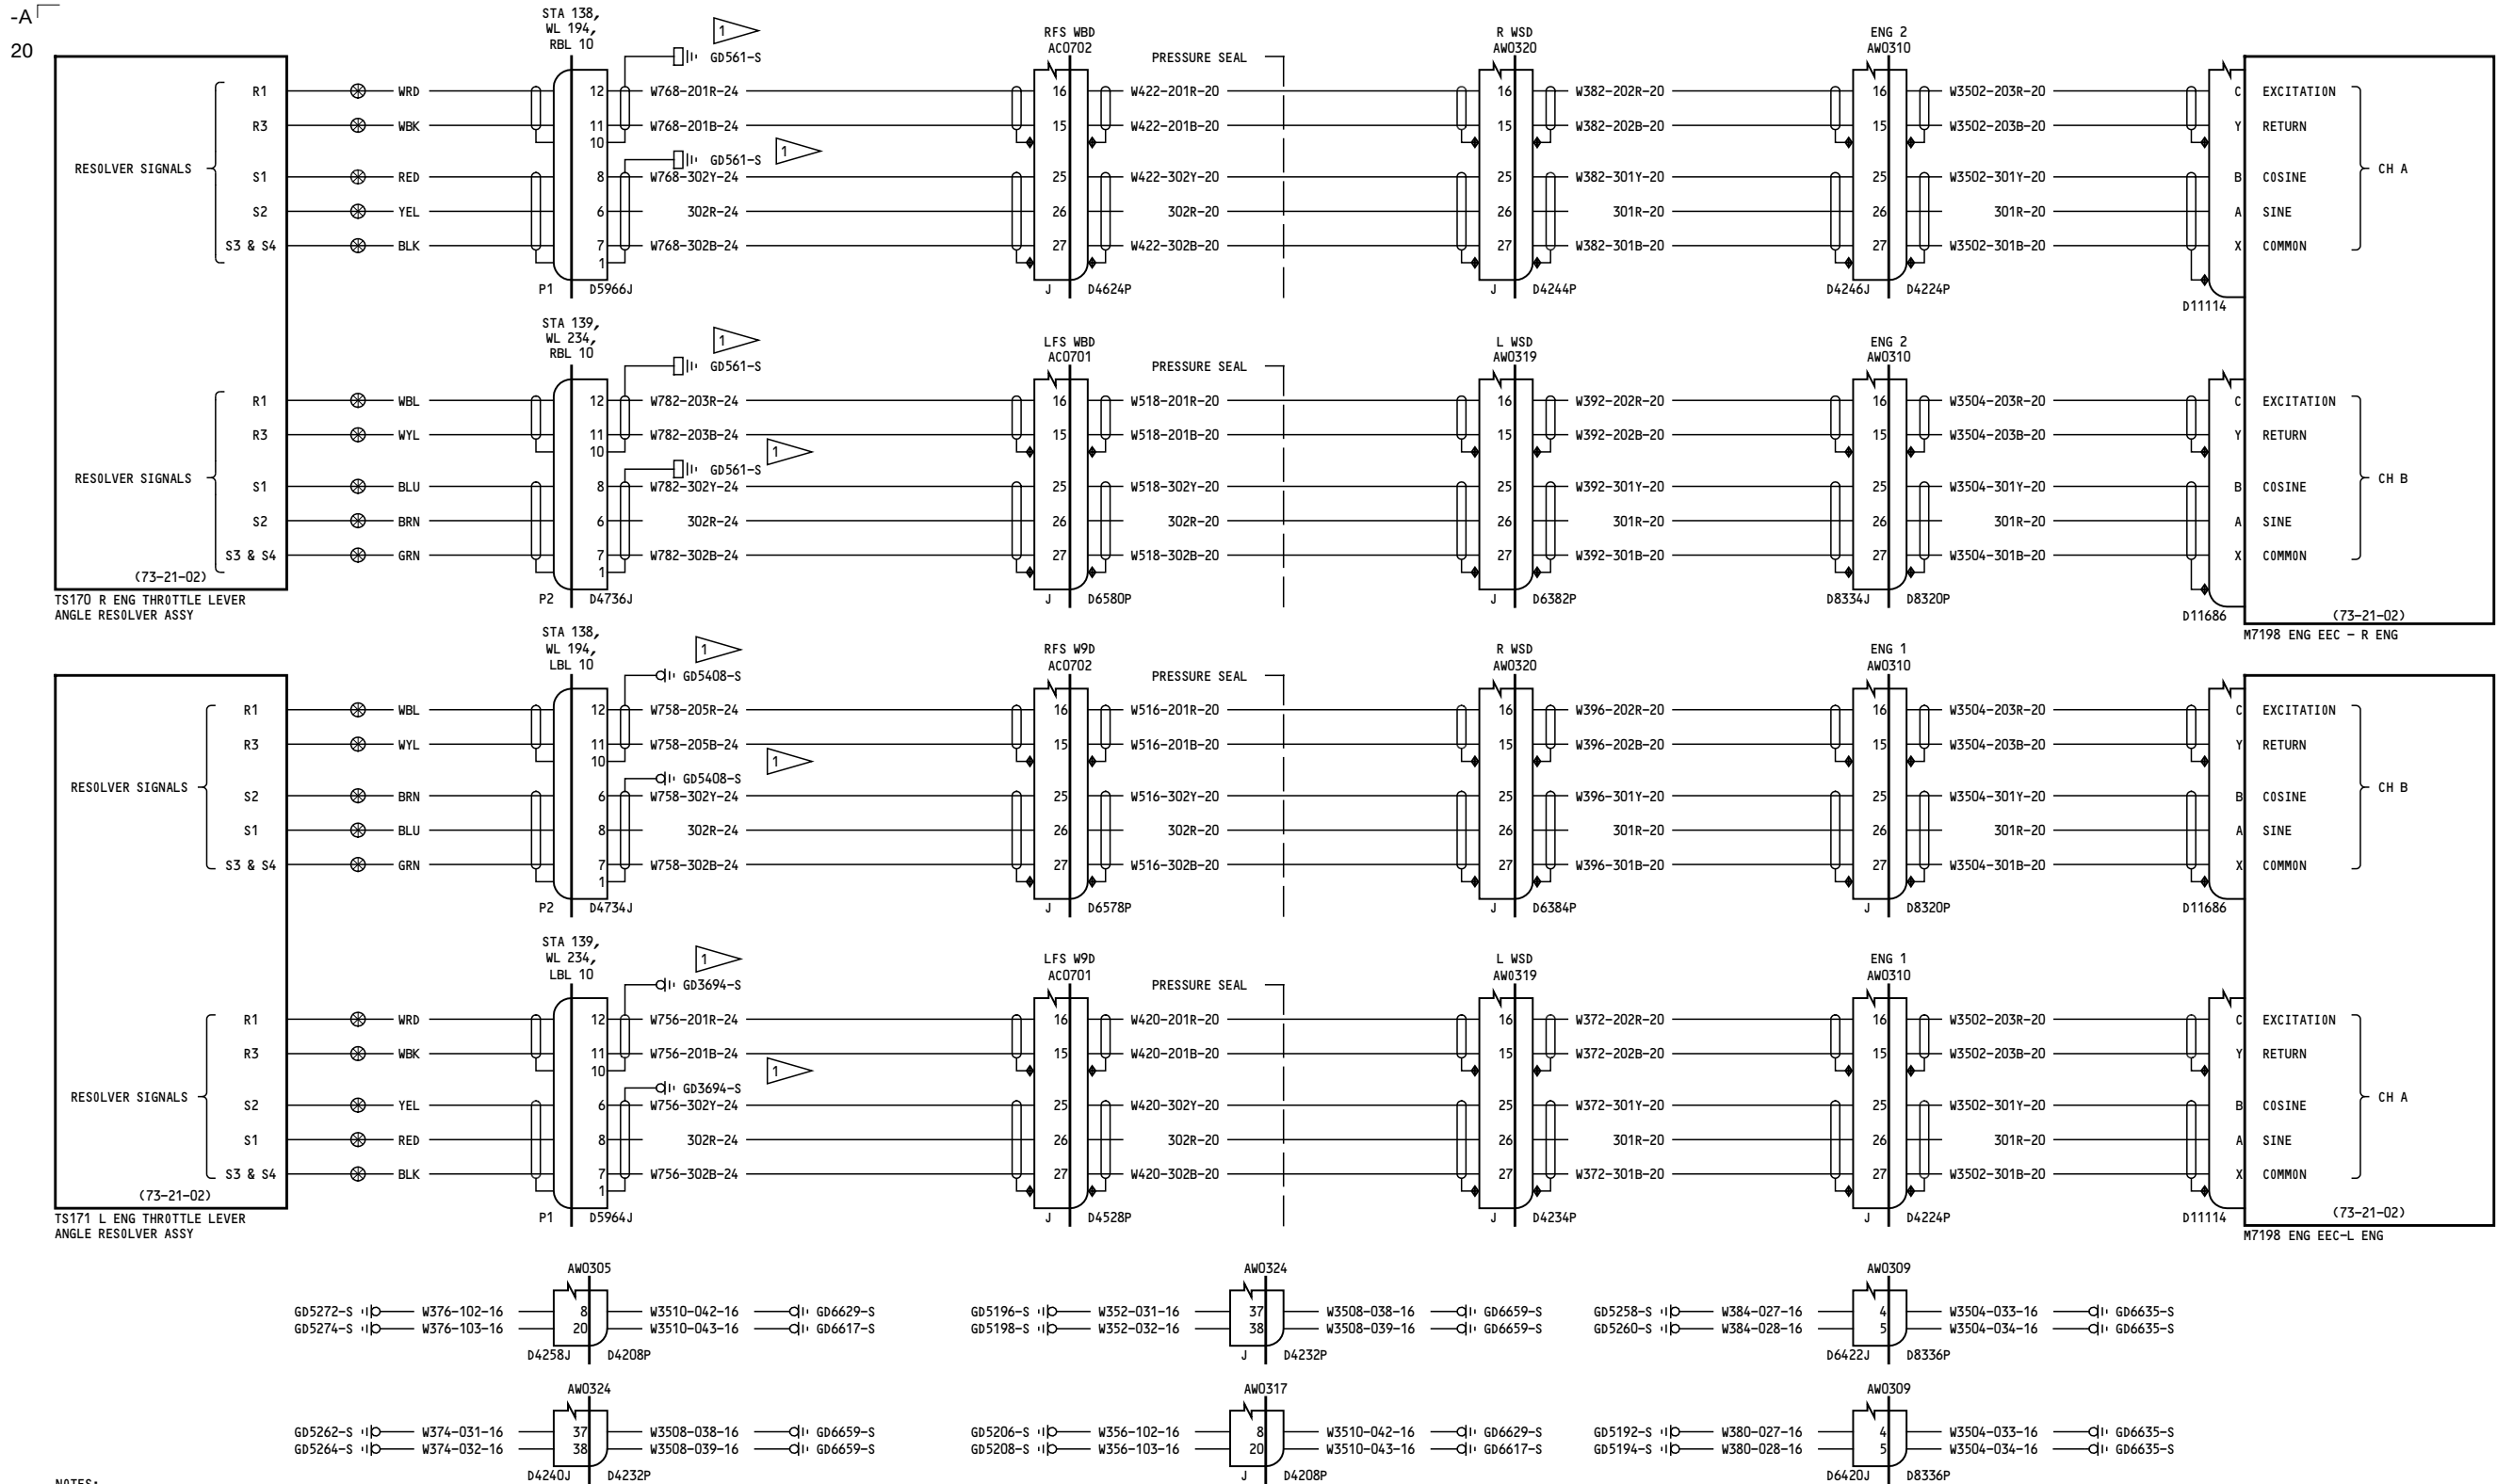 -A
20
STA 138,
WL 194,
RBL 10
1
GD561-S
RFS WBD
AC0702
PRESSURE SEAL
R WSD
AW0320
ENG 2
AW0310
R1 WRD 12 W768-201R-24 16 W422-201R-20 16 W382-202R-20 16 W3502-203R-20 C EXCITATION
R3 WBK 11 W768-201B-24 15 W422-201B-20 15 W382-202B-20 15 W3502-203B-20 Y RETURN
10
GD561-S 1
RESOLVER SIGNALS CH A
S1 RED 8 W768-302Y-24 25 W422-302Y-20 25 W382-301Y-20 25 W3502-301Y-20 B COSINE
S2 YEL 6 302R-24 26 302R-20 26 301R-20 26 301R-20 A SINE
S3 & S4 BLK 7 W768-302B-24 27 W422-302B-20 27 W382-301B-20 27 W3502-301B-20 X COMMON
1
P1 D5966J J D4624P J D4244P D4246J D4224P D11114
STA 139,
WL 234,
RBL 10
1
GD561-S
LFS WBD
AC0701
PRESSURE SEAL
L WSD
AW0319
ENG 2
AW0310
R1 WBL 12 W782-203R-24 16 W518-201R-20 16 W392-202R-20 16 W3504-203R-20 C EXCITATION
R3 WYL 11 W782-203B-24 15 W518-201B-20 15 W392-202B-20 15 W3504-203B-20 Y RETURN
10
GD561-S 1
RESOLVER SIGNALS CH B
S1 BLU 8 W782-302Y-24 25 W518-302Y-20 25 W392-301Y-20 25 W3504-301Y-20 B COSINE
S2 BRN 6 302R-24 26 302R-20 26 301R-20 26 301R-20 A SINE
S3 & S4 GRN 7 W782-302B-24 27 W518-302B-20 27 W392-301B-20 27 W3504-301B-20 X COMMON
1
(73-21-02)
P2 D4736J J D6580P J D6382P D8334J D8320P D11686 (73-21-02)
TS170 R ENG THROTTLE LEVER
ANGLE RESOLVER ASSY
M7198 ENG EEC - R ENG
STA 138,
WL 194,
LBL 10
1
GD5408-S
RFS W9D
AC0702
PRESSURE SEAL
R WSD
AW0320
ENG 1
AW0310
R1 WBL 12 W758-205R-24 16 W516-201R-20 16 W396-202R-20 16 W3504-203R-20 C EXCITATION
R3 WYL 11 W758-205B-24 15 W516-201B-20 15 W396-202B-20 15 W3504-203B-20 Y RETURN
10 1
GD5408-S
RESOLVER SIGNALS CH B
S2 BRN 6 W758-302Y-24 25 W516-302Y-20 25 W396-301Y-20 25 W3504-301Y-20 B COSINE
S1 BLU 8 302R-24 26 302R-20 26 301R-20 26 301R-20 A SINE
S3 & S4 GRN 7 W758-302B-24 27 W516-302B-20 27 W396-301B-20 27 W3504-301B-20 X COMMON
1
P2 D4734J J D6578P J D6384P J D8320P D11686
STA 139,
WL 234,
LBL 10
1
GD3694-S
LFS W9D
AC0701
PRESSURE SEAL
L WSD
AW0319
ENG 1
AW0310
R1 WRD 12 W756-201R-24 16 W420-201R-20 16 W372-202R-20 16 W3502-203R-20 C EXCITATION
R3 WBK 11 W756-201B-24 15 W420-201B-20 15 W372-202B-20 15 W3502-203B-20 Y RETURN
10 1
GD3694-S
RESOLVER SIGNALS CH A
S2 YEL 6 W756-302Y-24 25 W420-302Y-20 25 W372-301Y-20 25 W3502-301Y-20 B COSINE
S1 RED 8 302R-24 26 302R-20 26 301R-20 26 301R-20 A SINE
S3 & S4 BLK 7 W756-302B-24 27 W420-302B-20 27 W372-301B-20 27 W3502-301B-20 X COMMON
1
(73-21-02)
P1 D5964J J D4528P J D4234P J D4224P D11114 (73-21-02)
TS171 L ENG THROTTLE LEVER
ANGLE RESOLVER ASSY
M7198 ENG EEC-L ENG
AW0305 AW0324 AW0309
GD5272-S W376-102-16 8 W3510-042-16 GD6629-S GD5196-S W352-031-16 37 W3508-038-16 GD6659-S GD5258-S W384-027-16 4 W3504-033-16 GD6635-S
GD5274-S W376-103-16 20 W3510-043-16 GD6617-S GD5198-S W352-032-16 38 W3508-039-16 GD6659-S GD5260-S W384-028-16 5 W3504-034-16 GD6635-S
D4258J D4208P J D4232P D6422J D8336P
AW0324 AW0317 AW0309
GD5262-S W374-031-16 37 W3508-038-16 GD6659-S GD5206-S W356-102-16 8 W3510-042-16 GD6629-S GD5192-S W380-027-16 4 W3504-033-16 GD6635-S
GD5264-S W374-032-16 38 W3508-039-16 GD6659-S GD5208-S W356-103-16 20 W3510-043-16 GD6617-S GD5194-S W380-028-16 5 W3504-034-16 GD6635-S
D4240J D4232P J D4208P D6420J D8336P
NOTES: